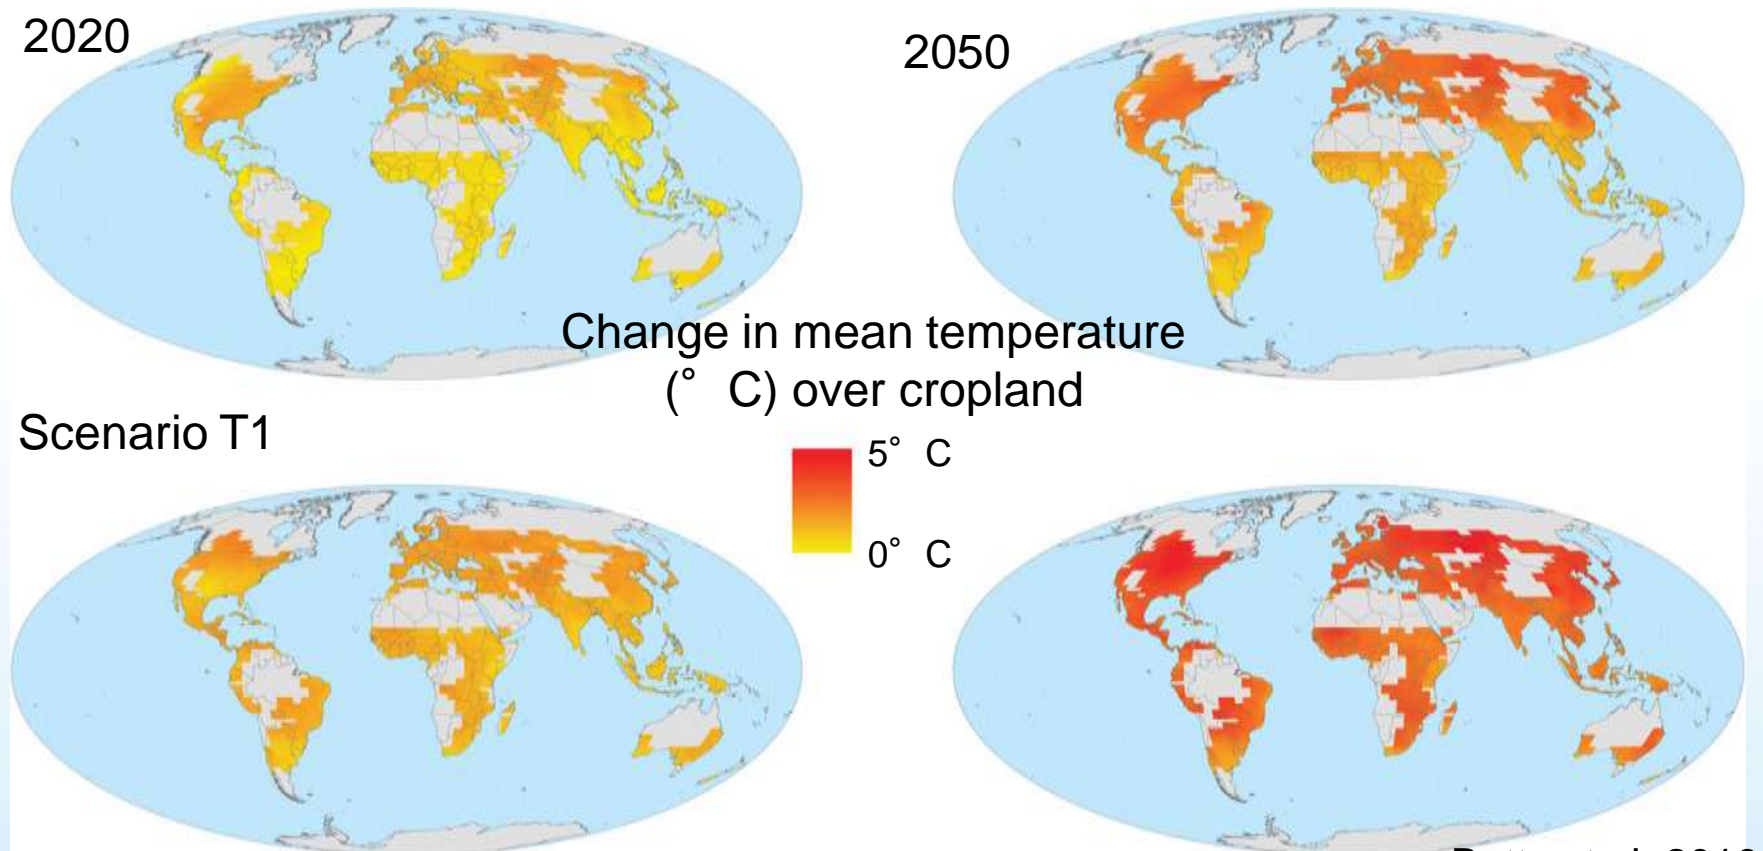 2020
2050
Change in mean temperature
(° C) over cropland
Scenario T1
5° C
0° C